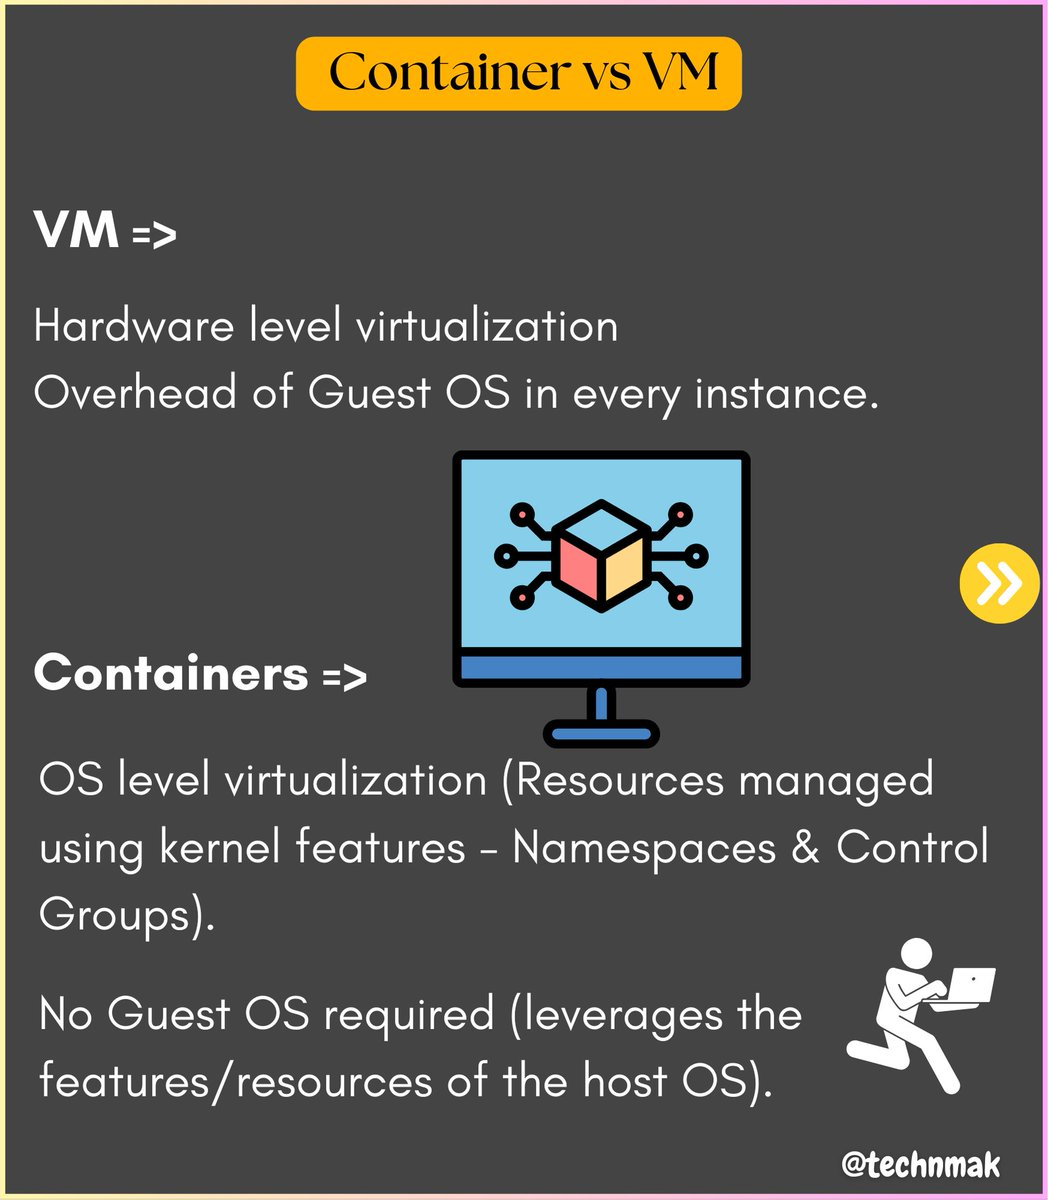 Container vs VM
VM =>
Hardware level virtualization
Overhead of Guest OS in every instance.
Containers =>
OS level virtualization (Resources managed
using kernel features - Namespaces & Control
Groups).
No Guest OS required (leverages the
features/resources of the host OS).
@technmak